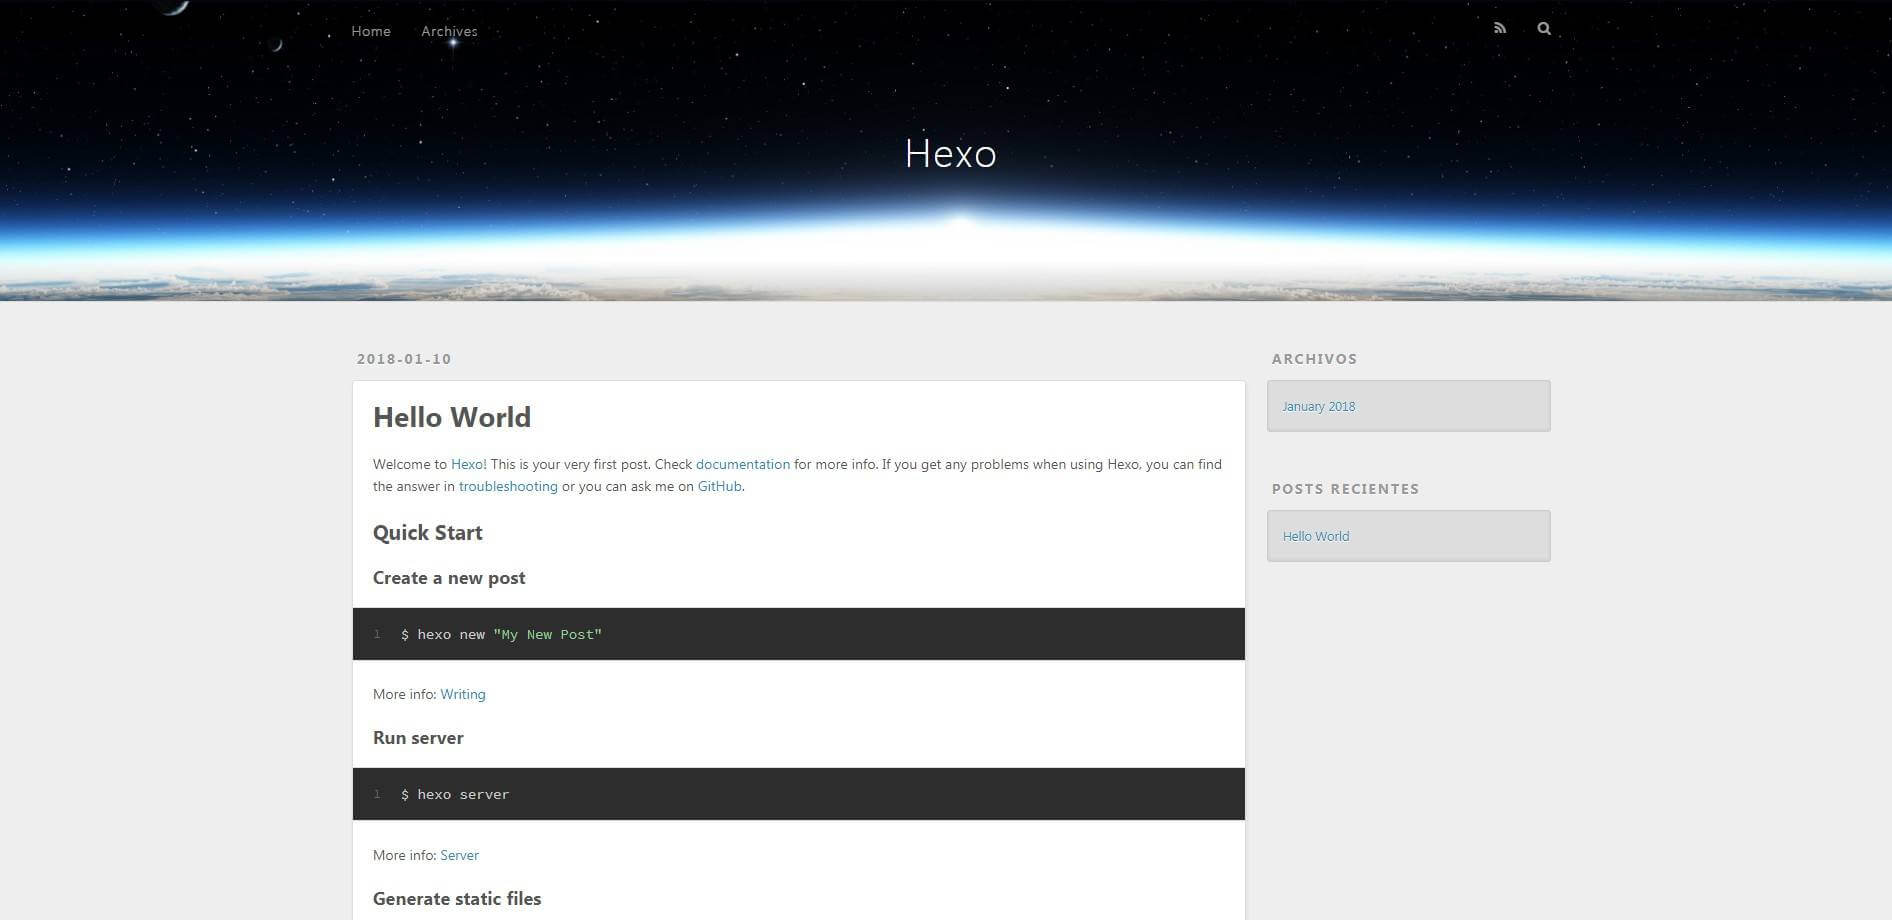 Home Archives
Hexo
2018-01-10
Hello World
Welcome to Hexo! This is your very first post. Check documentation for more info. If you get any problems when using Hexo, you can find
the answer in troubleshooting or you can ask me on GitHub.
Quick Start
Create a new post
1 $ hexo new "My New Post"
More info: Writing
Run server
1 $ hexo server
More info: Server
Generate static files
ARCHIVOS
January 2018
POSTS RECIENTES
Hello World